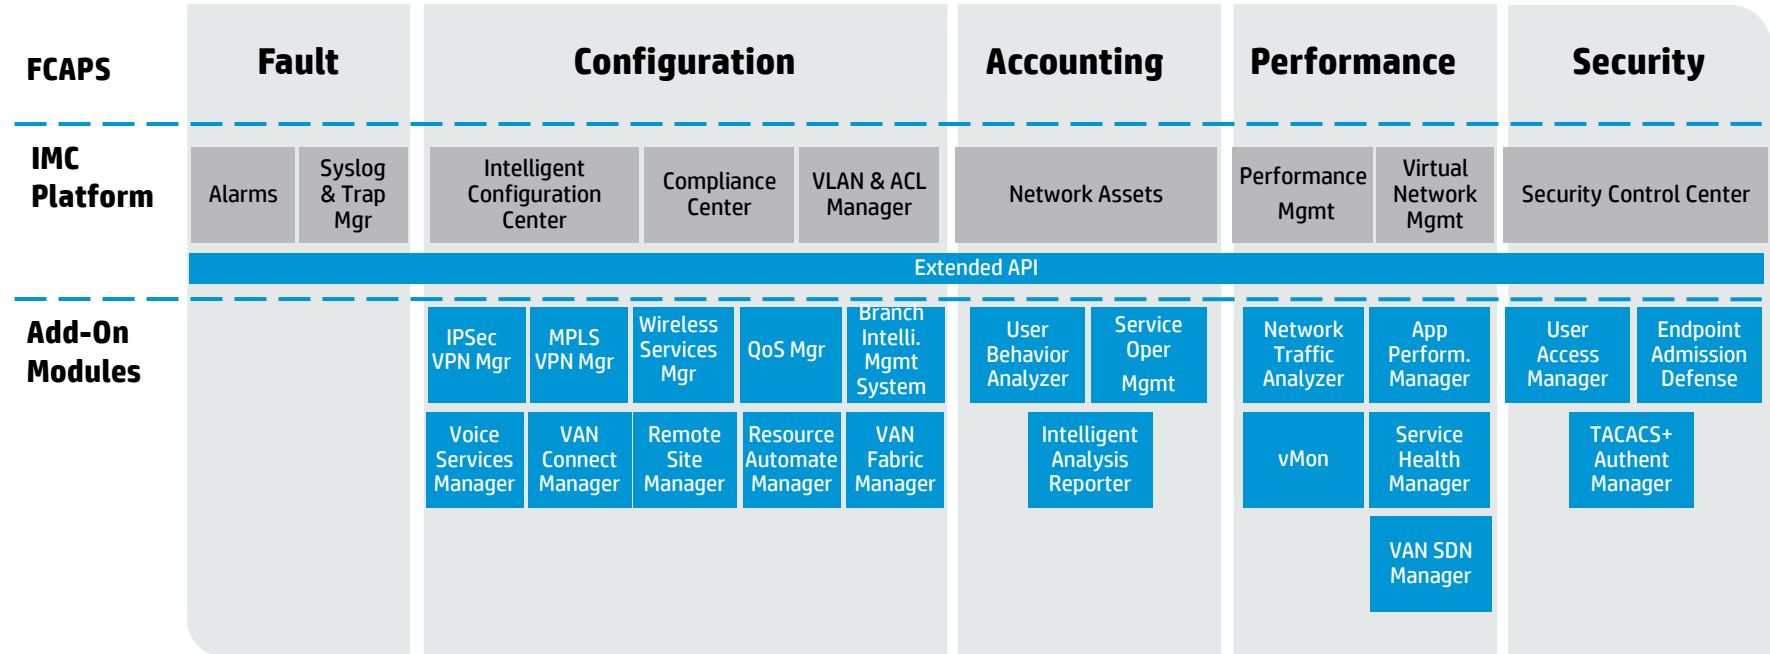 FCAPS
Fault
Configuration
Accounting
Performance
Security
IMC
Platform
Alarms
Syslog
& Trap
Mgr
Intelligent
Configuration
Center
Compliance
Center
VLAN & ACL
Manager
Network Assets
Performance
Mgmt
Virtual
Network
Mgmt
Security Control Center
Extended API
Add-On
Modules
IPSec
VPN Mgr
MPLS
VPN Mgr
Wireless
Services
Mgr
QoS Mgr
Branch
Intelli.
Mgmt
System
User
Behavior
Analyzer
Service
Oper
Mgmt
Network
Traffic
Analyzer
App
Perform.
Manager
User
Access
Manager
Endpoint
Admission
Defense
Voice
Services
Manager
VAN
Connect
Manager
Remote
Site
Manager
Resource
Automate
Manager
VAN
Fabric
Manager
Intelligent
Analysis
Reporter
vMon
Service
Health
Manager
TACACS+
Authent
Manager
VAN SDN
Manager